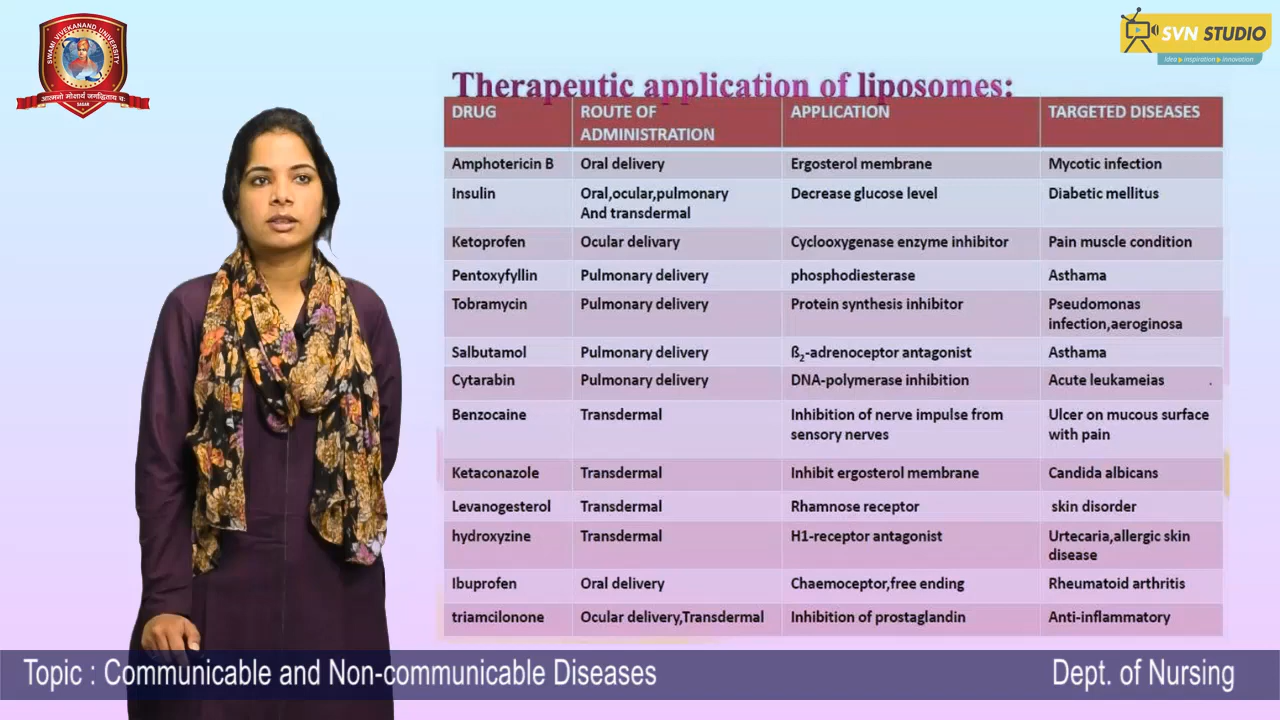 SWAMI VIVEKANAND UNIVERSITY
आत्मनो मोक्षार्थं जगद्धिताय च:
SAGAR
SVN STUDIO
Idea inspiration innovation
Therapeutic application of liposomes:
DRUG ROUTE OF ADMINISTRATION APPLICATION TARGETED DISEASES
Amphotericin B Oral delivery Ergosterol membrane Mycotic infection
Insulin Oral,ocular,pulmonary And transdermal Decrease glucose level Diabetic mellitus
Ketoprofen Ocular delivary Cyclooxygenase enzyme inhibitor Pain muscle condition
Pentoxyfyllin Pulmonary delivery phosphodiesterase Asthama
Tobramycin Pulmonary delivery Protein synthesis inhibitor Pseudomonas infection,aeroginosa
Salbutamol Pulmonary delivery ß2-adrenoceptor antagonist Asthama
Cytarabin Pulmonary delivery DNA-polymerase inhibition Acute leukameias .
Benzocaine Transdermal Inhibition of nerve impulse from sensory nerves Ulcer on mucous surface with pain
Ketaconazole Transdermal Inhibit ergosterol membrane Candida albicans
Levanogesterol Transdermal Rhamnose receptor skin disorder
hydroxyzine Transdermal H1-receptor antagonist Urtecaria,allergic skin disease
Ibuprofen Oral delivery Chaemoceptor,free ending Rheumatoid arthritis
triamcilonone Ocular delivery,Transdermal Inhibition of prostaglandin Anti-inflammatory
Topic : Communicable and Non-communicable Diseases
Dept. of Nursing